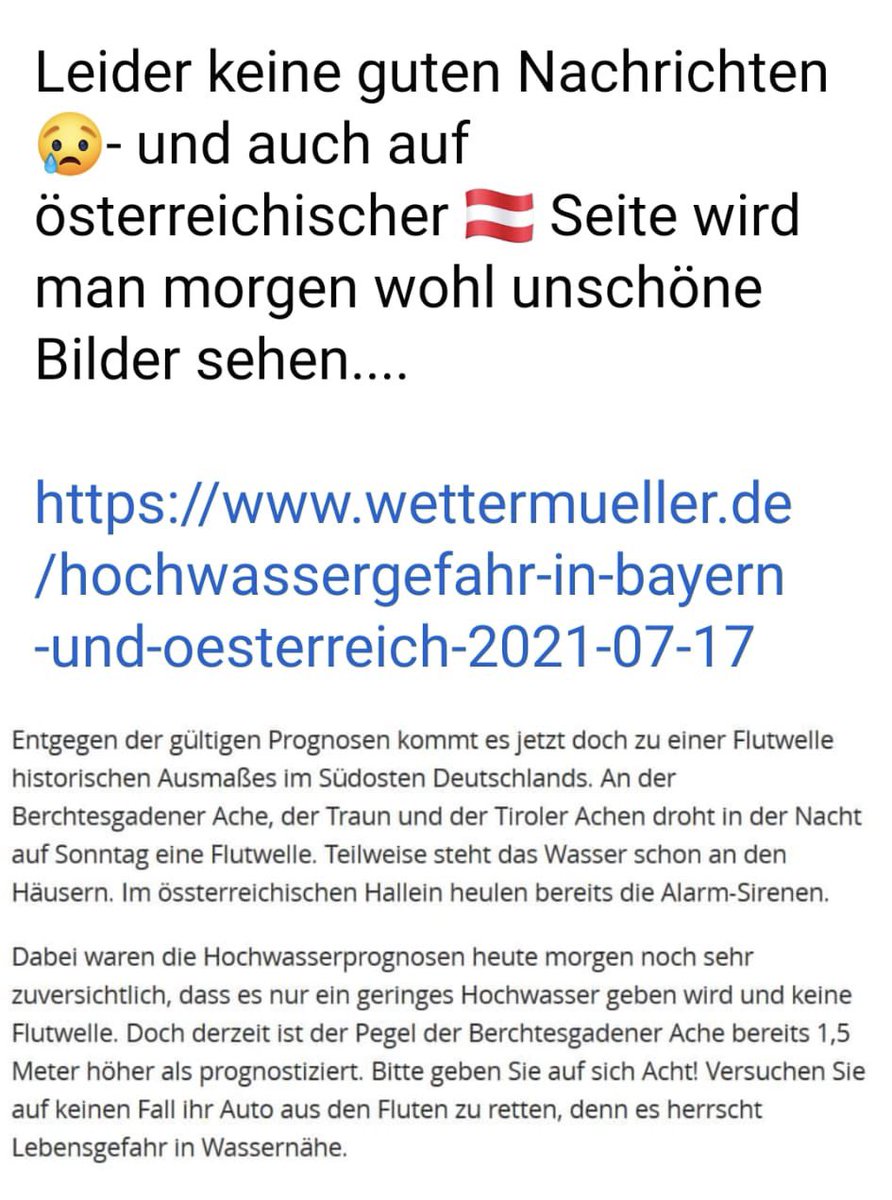 Leider keine guten Nachrichten
😢- und auch auf
österreichischer 🇦🇹 Seite wird
man morgen wohl unschöne
Bilder sehen....
https://www.wettermueller.de
/hochwassergefahr-in-bayern
-und-oesterreich-2021-07-17
Entgegen der gültigen Prognosen kommt es jetzt doch zu einer Flutwelle
historischen Ausmaßes im Südosten Deutschlands. An der
Berchtesgadener Ache, der Traun und der Tiroler Achen droht in der Nacht
auf Sonntag eine Flutwelle. Teilweise steht das Wasser schon an den
Häusern. Im össterreichischen Hallein heulen bereits die Alarm-Sirenen.
Dabei waren die Hochwasserprognosen heute morgen noch sehr
zuversichtlich, dass es nur ein geringes Hochwasser geben wird und keine
Flutwelle. Doch derzeit ist der Pegel der Berchtesgadener Ache bereits 1,5
Meter höher als prognostiziert. Bitte geben Sie auf sich Acht! Versuchen Sie
auf keinen Fall ihr Auto aus den Fluten zu retten, denn es herrscht
Lebensgefahr in Wassernähe.